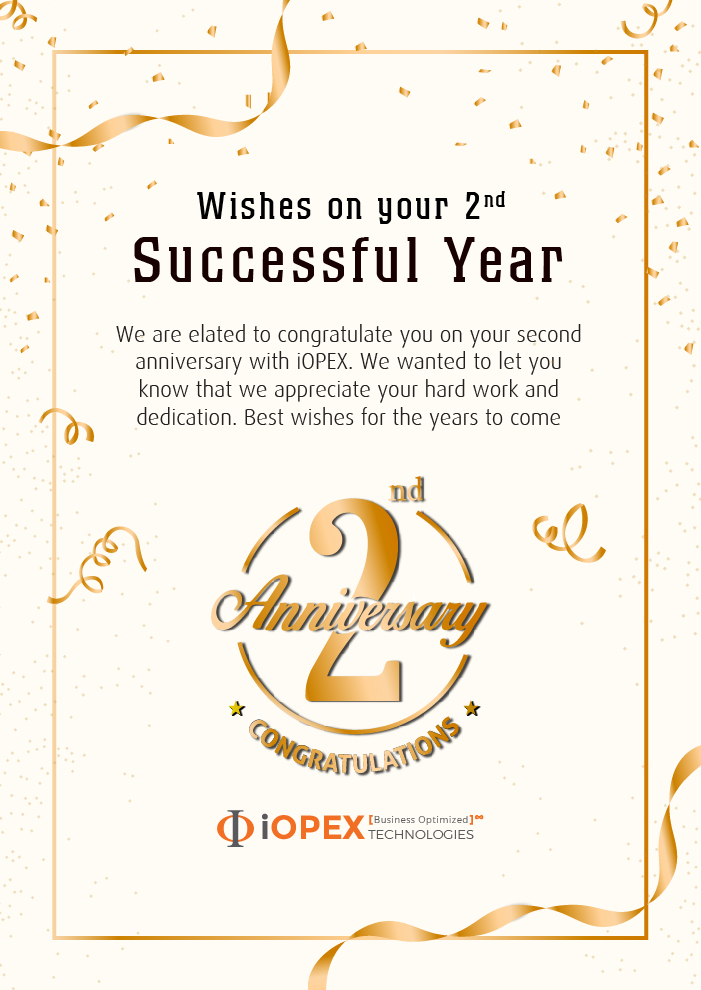 Wishes on your 2nd
Successful Year
We are elated to congratulate you on your second
anniversary with iOPEX. We wanted to let you
know that we appreciate your hard work and
dedication. Best wishes for the years to come
2nd
Anniversary
CONGRATULATIONS
iOPEX [Business Optimized]∞
TECHNOLOGIES